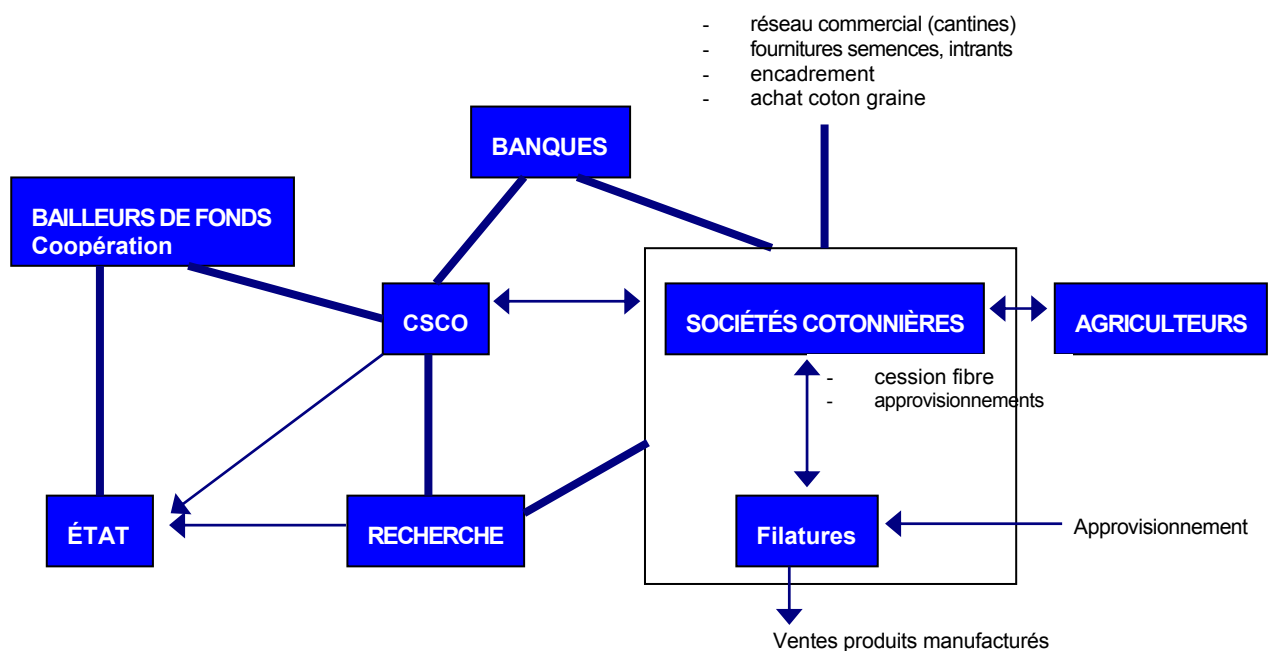 - réseau commercial (cantines)
- fournitures semences, intrants
- encadrement
- achat coton graine
BANQUES
BAILLEURS DE FONDS
Coopération
CSCO
SOCIÉTÉS COTONNIÈRES
AGRICULTEURS
- cession fibre
- approvisionnements
ÉTAT
RECHERCHE
Filatures
Approvisionnement
Ventes produits manufacturés